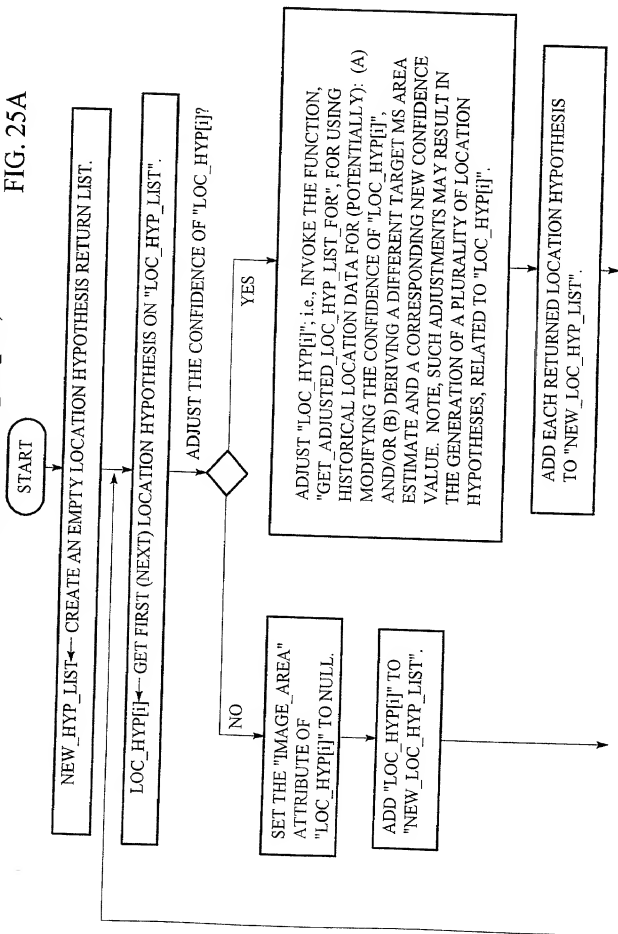 FIG. 25A
START
NEW_HYP_LIST← CREATE AN EMPTY LOCATION HYPOTHESIS RETURN LIST.
LOC_HYP[i]← GET FIRST (NEXT) LOCATION HYPOTHESIS ON "LOC_HYP_LIST".
ADJUST THE CONFIDENCE OF "LOC_HYP[i]?
NO
YES
SET THE "IMAGE_AREA"
ATTRIBUTE OF
"LOC_HYP[i]" TO NULL.
ADD "LOC_HYP[i]" TO
"NEW_LOC_HYP_LIST".
ADJUST "LOC_HYP[i]"; i.e., INVOKE THE FUNCTION,
"GET_ADJUSTED_LOC_HYP_LIST_FOR", FOR USING
HISTORICAL LOCATION DATA FOR (POTENTIALLY): (A)
MODIFYING THE CONFIDENCE OF "LOC_HYP[i]",
AND/OR (B) DERIVING A DIFFERENT TARGET MS AREA
ESTIMATE AND A CORRESPONDING NEW CONFIDENCE
VALUE. NOTE, SUCH ADJUSTMENTS MAY RESULT IN
THE GENERATION OF A PLURALITY OF LOCATION
HYPOTHESES, RELATED TO "LOC_HYP[i]".
ADD EACH RETURNED LOCATION HYPOTHESIS
TO "NEW_LOC_HYP_LIST".